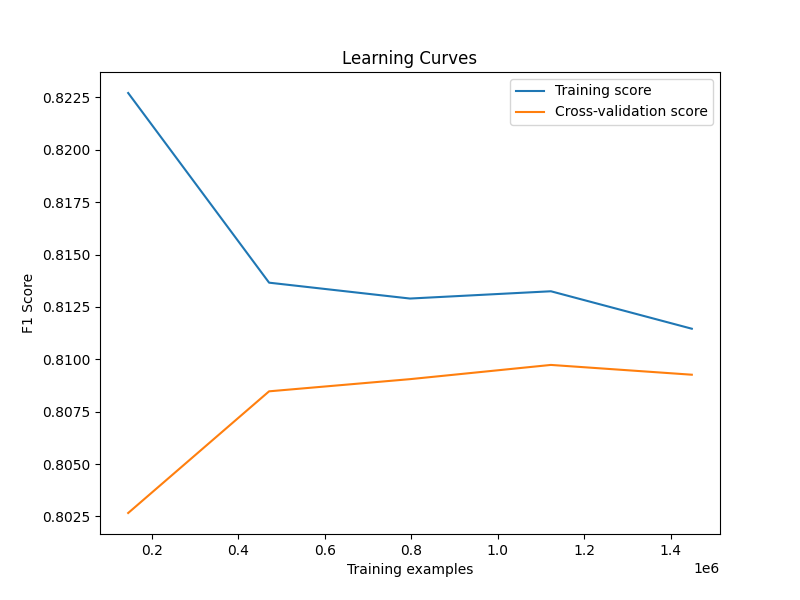 Learning Curves
Training score
Cross-validation score
0.8225
0.8200
0.8175
0.8150
0.8125
0.8100
0.8075
0.8050
0.8025
F1 Score
0.2 0.4 0.6 0.8 1.0 1.2 1.4
1e6
Training examples